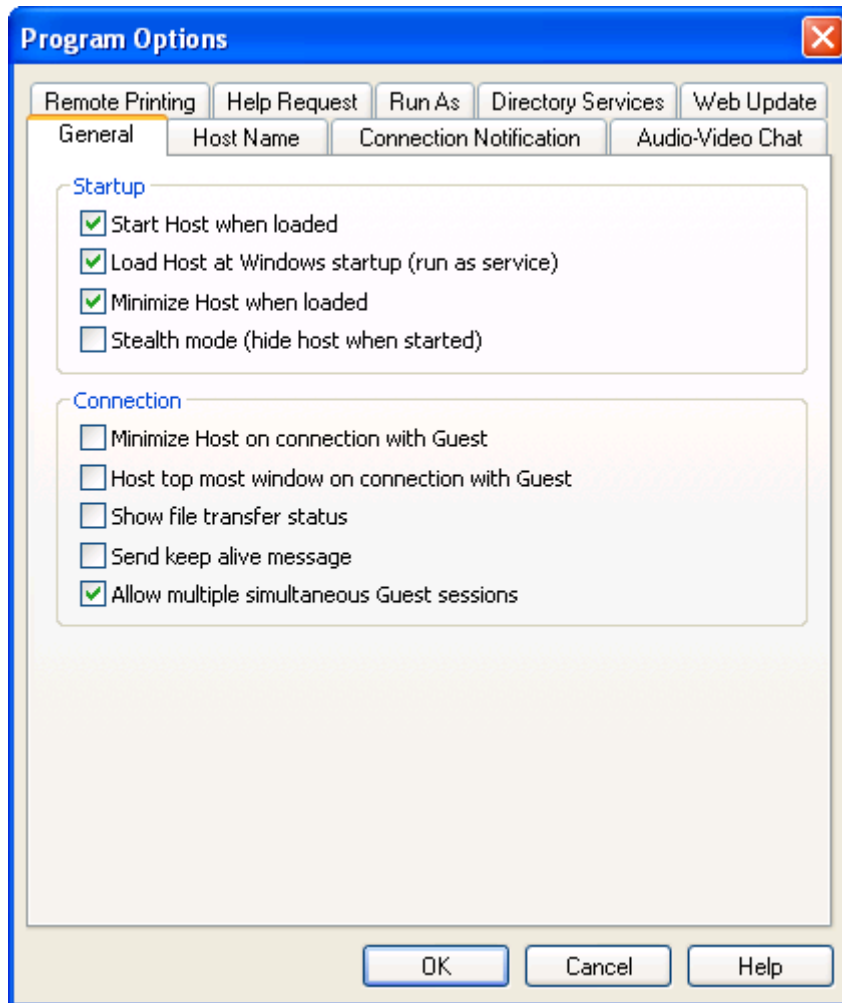 Program Options
Remote Printing Help Request Run As Directory Services Web Update
General Host Name Connection Notification Audio-Video Chat
Startup
Start Host when loaded
Load Host at Windows startup (run as service)
Minimize Host when loaded
Stealth mode (hide host when started)
Connection
Minimize Host on connection with Guest
Host top most window on connection with Guest
Show file transfer status
Send keep alive message
Allow multiple simultaneous Guest sessions
OK Cancel Help